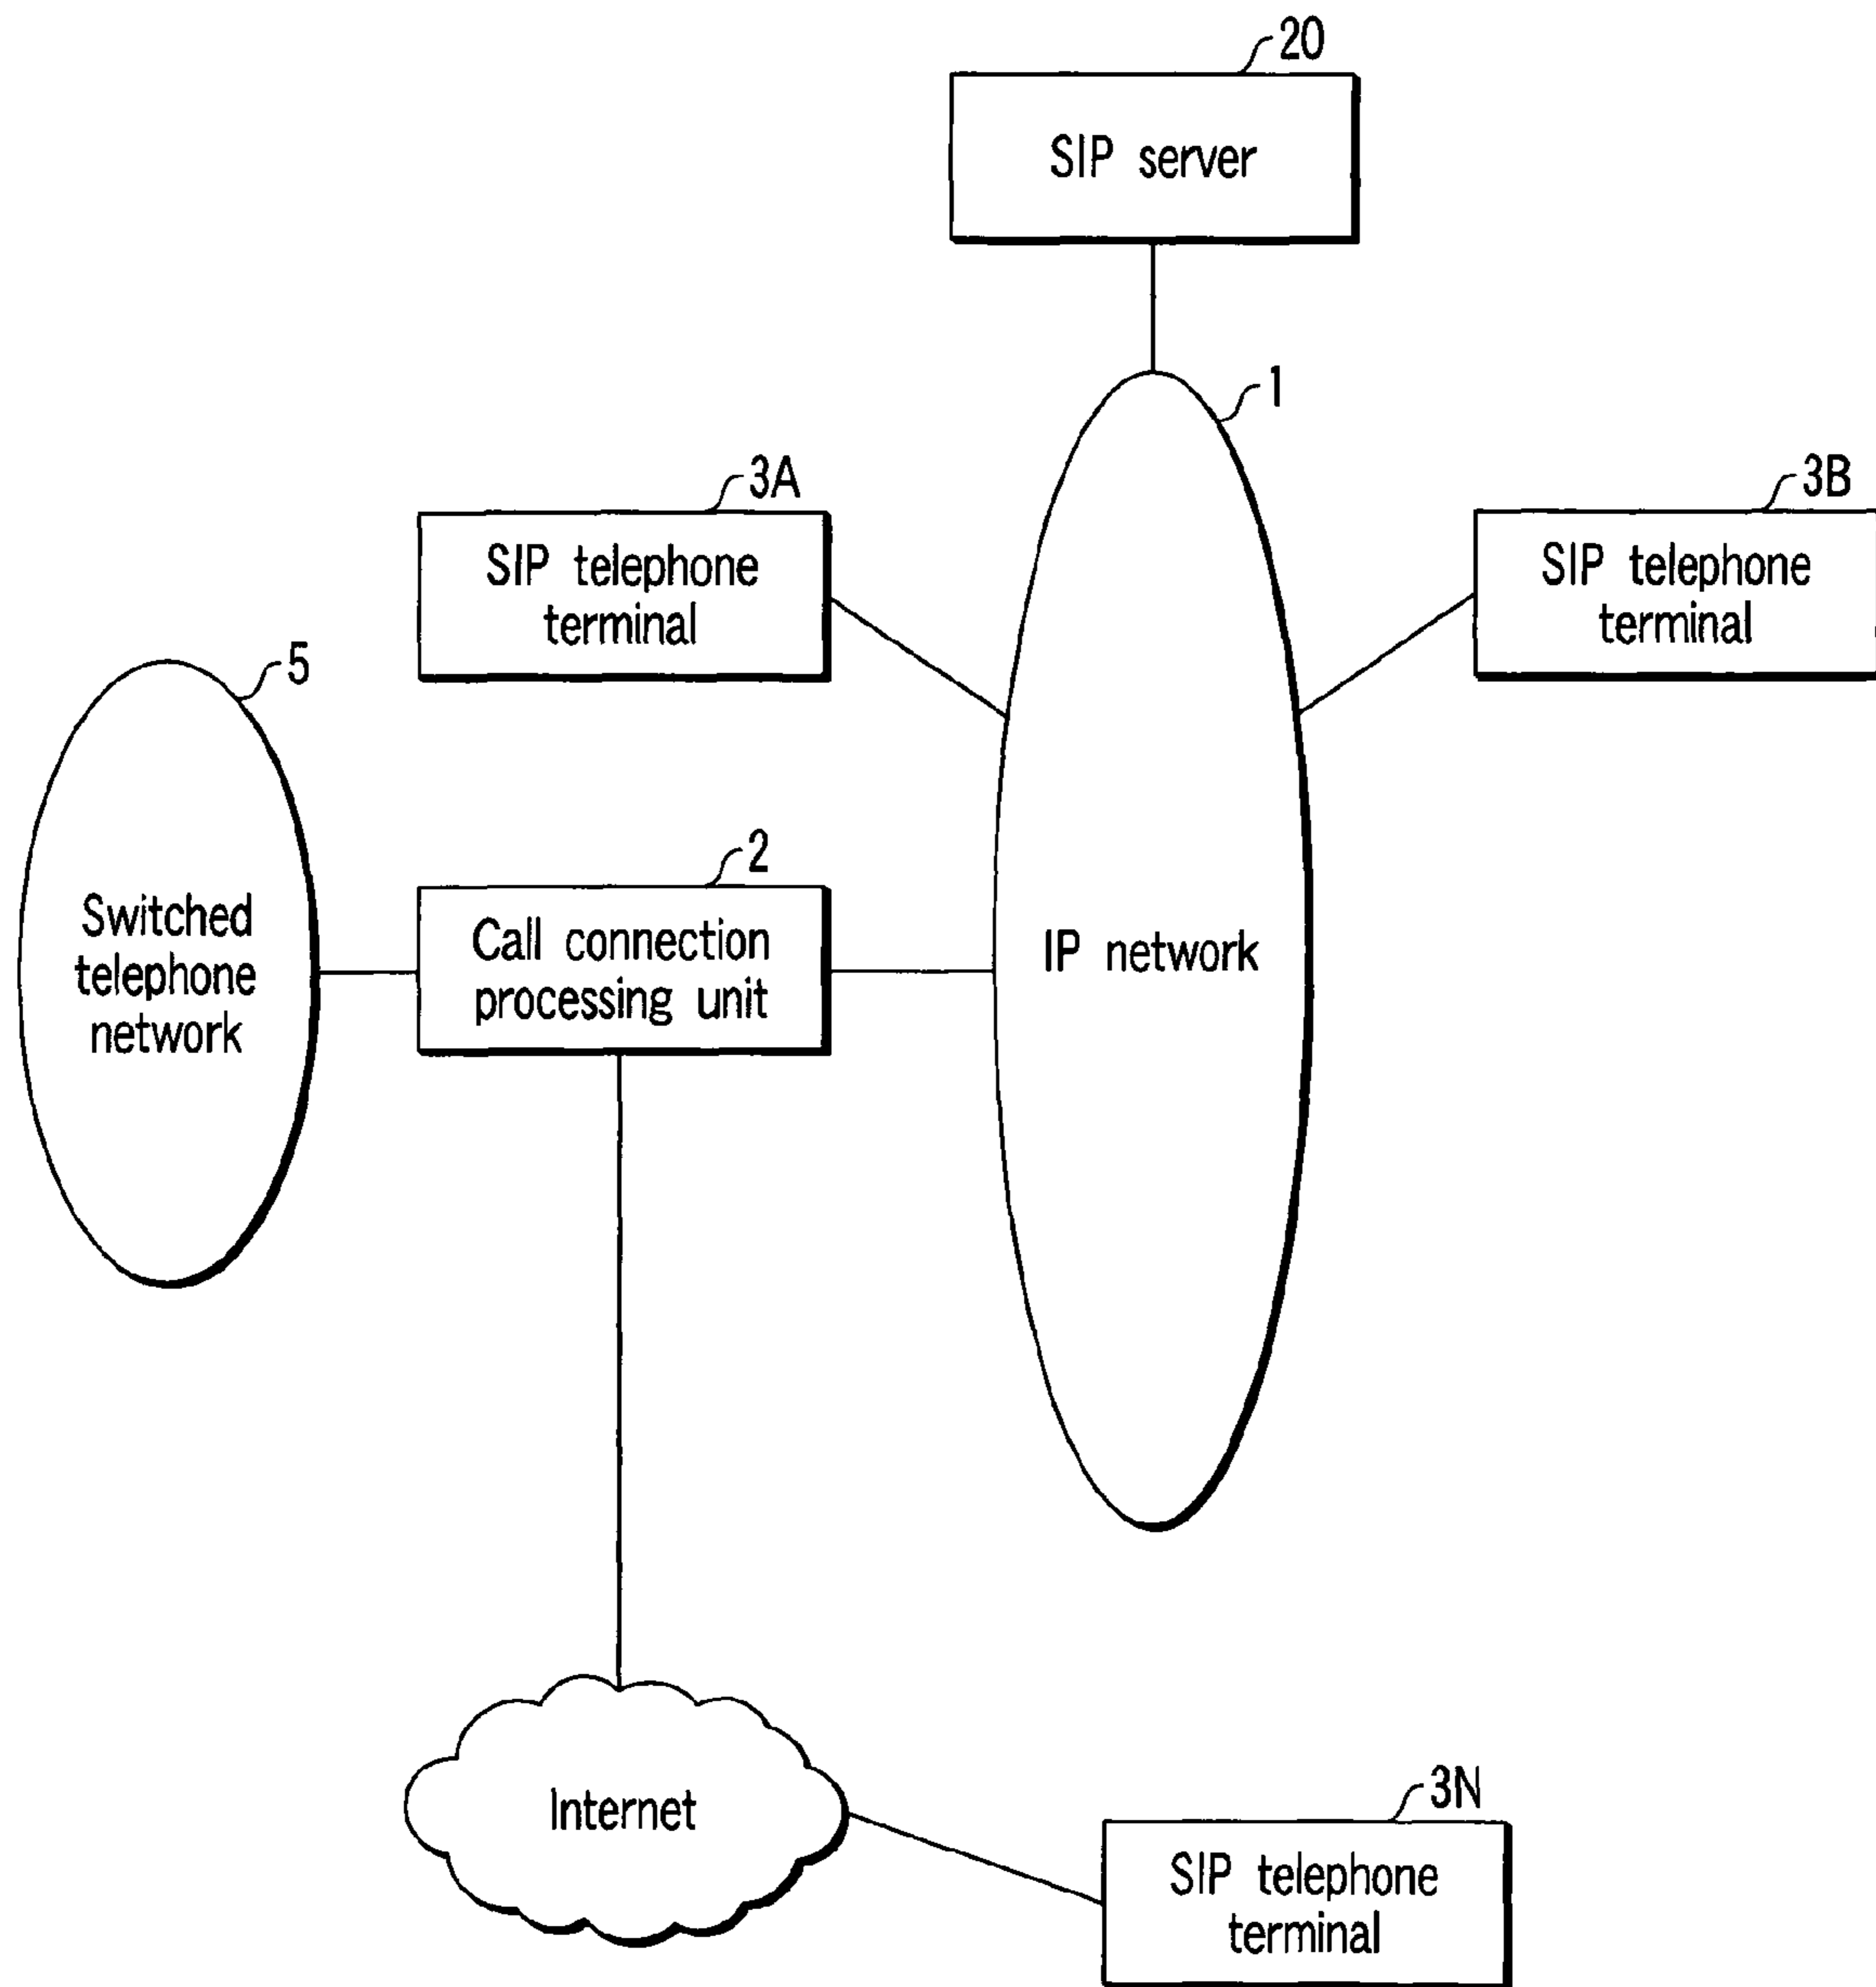 20
SIP server
1
3A
SIP telephone
terminal
3B
SIP telephone
terminal
5
Switched
telephone
network
2
Call connection
processing unit
IP network
Internet
3N
SIP telephone
terminal